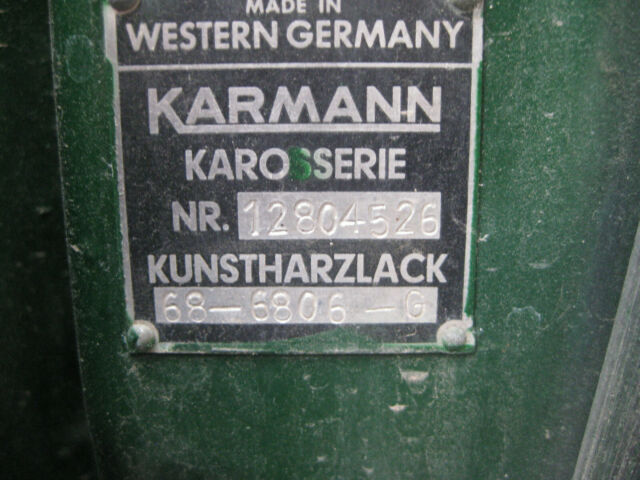 MADE IN
WESTERN GERMANY
KARMANN
KAROSSERIE
NR. 12804526
KUNSTHARZLACK
68-6806-G